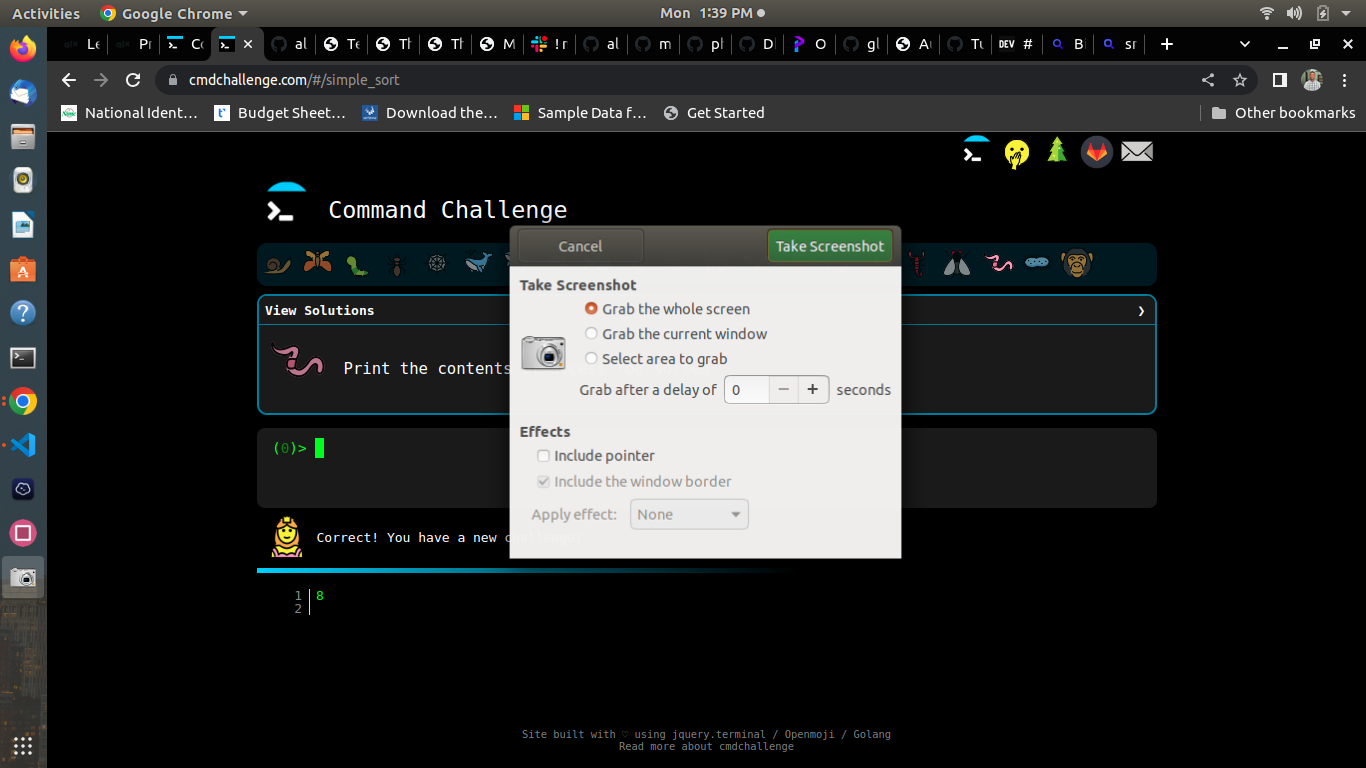 Activities Google Chrome Mon 1:39 PM
Le Pr Co al Te Th Th M ! r al m pl D O gl Au Tu DEV # Bi sr
cmdchallenge.com/#/simple_sort
National Ident… Budget Sheet… Download the… Sample Data f… Get Started Other bookmarks
>_ Command Challenge
Cancel Take Screenshot
Take Screenshot
View Solutions ❯
Grab the whole screen
Grab the current window
Select area to grab
Print the contents
Grab after a delay of 0 − + seconds
Effects
(0)>
Include pointer
Include the window border
Apply effect: None
Correct! You have a new
1 8
2
Site built with ♡ using jquery.terminal / Openmoji / Golang
Read more about cmdchallenge